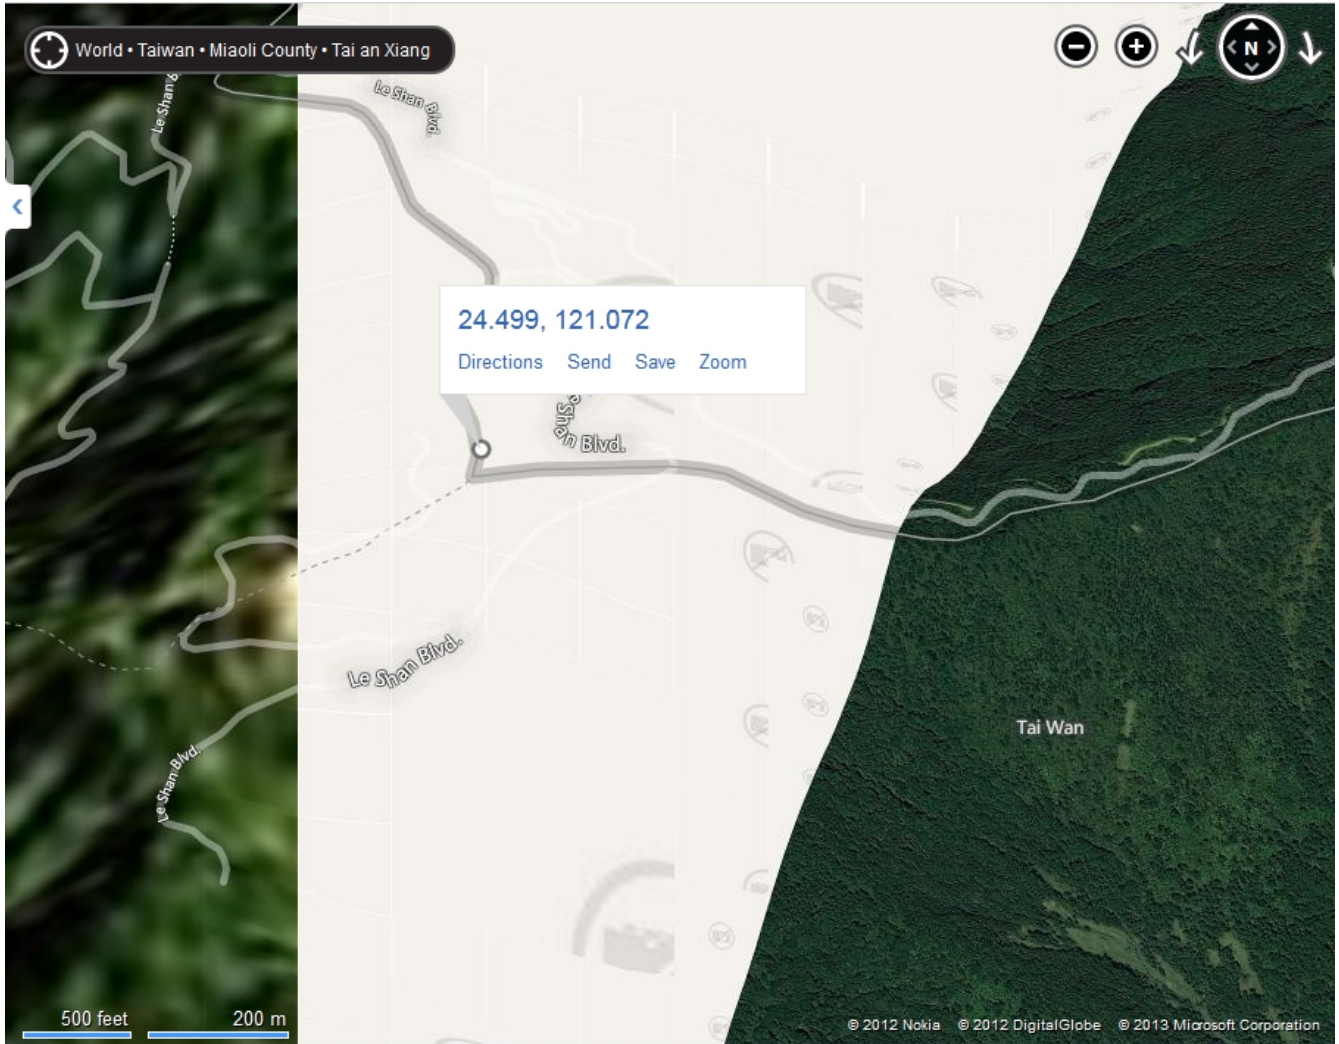 World • Taiwan • Miaoli County • Tai an Xiang
N
Le Shan Blvd.
24.499, 121.072
Directions Send Save Zoom
Blvd.
Le Shan Blvd.
Tai Wan
Le Shan Blvd.
500 feet 200 m
© 2012 Nokia © 2012 DigitalGlobe © 2013 Microsoft Corporation